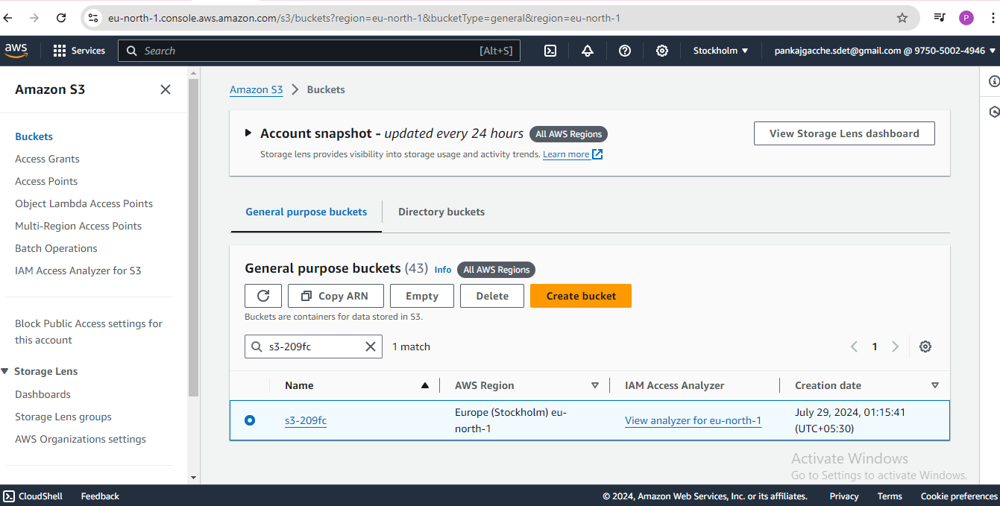 eu-north-1.console.aws.amazon.com/s3/buckets?region=eu-north-1&bucketType=general&region=eu-north-1
P
aws
Services
Search
[Alt+S]
Stockholm
pankajgacche.sdet@gmail.com @ 9750-5002-4946
Amazon S3
Buckets
Access Grants
Access Points
Object Lambda Access Points
Multi-Region Access Points
Batch Operations
IAM Access Analyzer for S3
Block Public Access settings for
this account
Storage Lens
Dashboards
Storage Lens groups
AWS Organizations settings
Amazon S3 > Buckets
Account snapshot - updated every 24 hours All AWS Regions
View Storage Lens dashboard
Storage lens provides visibility into storage usage and activity trends. Learn more
General purpose buckets
Directory buckets
General purpose buckets (43) Info All AWS Regions
Copy ARN
Empty
Delete
Create bucket
Buckets are containers for data stored in S3.
s3-209fc
1 match
1
Name
AWS Region
IAM Access Analyzer
Creation date
s3-209fc
Europe (Stockholm) eu-
north-1
View analyzer for eu-north-1
July 29, 2024, 01:15:41
(UTC+05:30)
Activate Windows
Go to Settings to activate Windows.
CloudShell
Feedback
© 2024, Amazon Web Services, Inc. or its affiliates.
Privacy
Terms
Cookie preferences